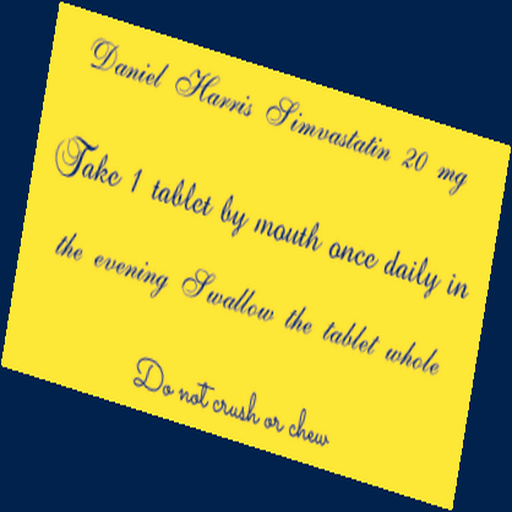 Daniel Harris Simvastatin 20 mg
Take 1 tablet by mouth once daily in
the evening Swallow the tablet whole
Do not crush or chew